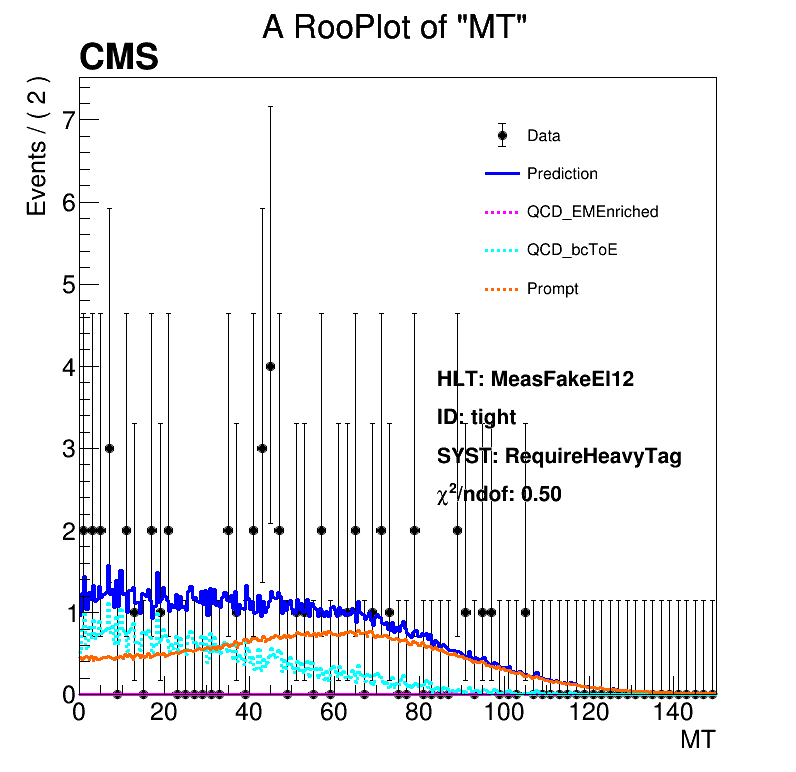 A RooPlot of "MT"
CMS
Events / ( 2 )
7
6
5
4
3
2
1
0
Data
Prediction
QCD_EMEnriched
QCD_bcToE
Prompt
HLT: MeasFakeEl12
ID: tight
SYST: RequireHeavyTag
χ²/ndof: 0.50
0 20 40 60 80 100 120 140
MT